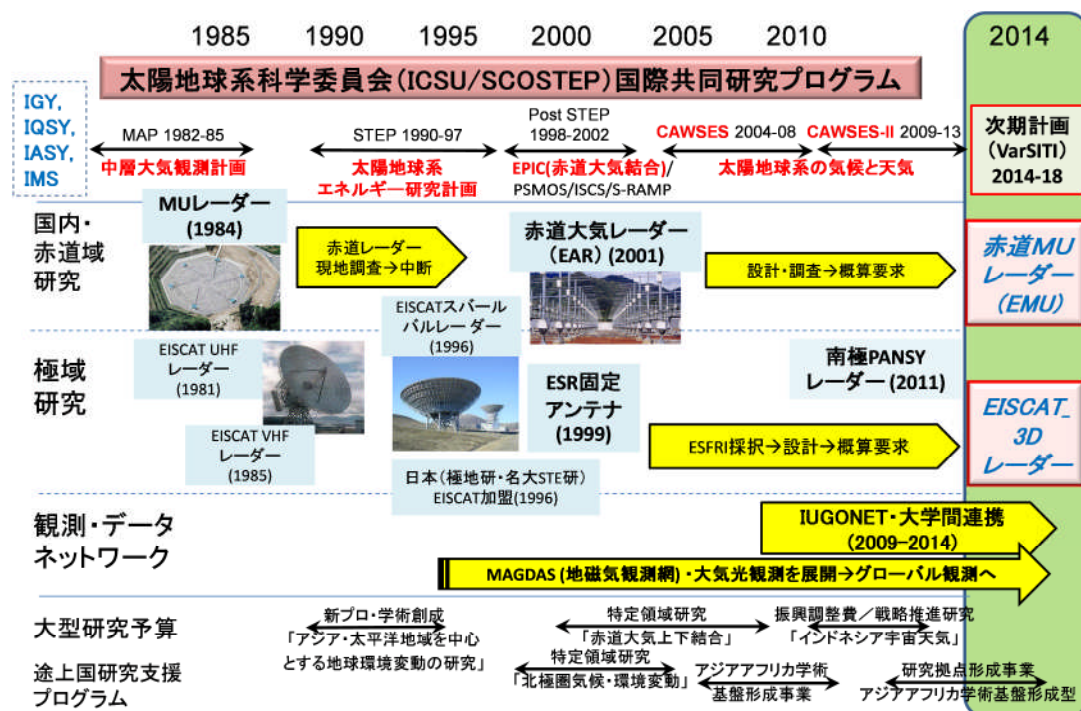 1985 1990 1995 2000 2005 2010 2014
太陽地球系科学委員会(ICSU/SCOSTEP)国際共同研究プログラム
IGY,
IQSY,
IASY,
IMS
MAP 1982-85
中層大気観測計画
STEP 1990-97
太陽地球系
エネルギー研究計画
Post STEP
1998-2002
EPIC(赤道大気結合)/
PSMOS/ISCS/S-RAMP
CAWSES 2004-08
CAWSES-II 2009-13
太陽地球系の気候と天気
次期計画
(VarSITI)
2014-18
国内・
赤道域
研究
MUレーダー
(1984)
赤道レーダー
現地調査→中断
赤道大気レーダー
(EAR) (2001)
設計・調査→概算要求
赤道MU
レーダー
(EMU)
極域
研究
EISCAT UHF
レーダー
(1981)
EISCAT VHF
レーダー
(1985)
EISCATスバール
バルレーダー
(1996)
日本(極地研・名大STE研)
EISCAT加盟(1996)
ESR固定
アンテナ
(1999)
南極PANSY
レーダー(2011)
ESFRI採択→設計→概算要求
EISCAT_
3D
レーダー
観測・データ
ネットワーク
IUGONET・大学間連携
(2009–2014)
MAGDAS (地磁気観測網)・大気光観測を展開→グローバル観測へ
大型研究予算
新プロ・学術創成
「アジア・太平洋地域を中心
とする地球環境変動の研究」
特定領域研究
「赤道大気上下結合」
振興調整費／戦略推進研究
「インドネシア宇宙天気」
途上国研究支援
プログラム
特定領域研究
「北極圏気候・環境変動」
アジアアフリカ学術
基盤形成事業
研究拠点形成事業
アジアアフリカ学術基盤形成型